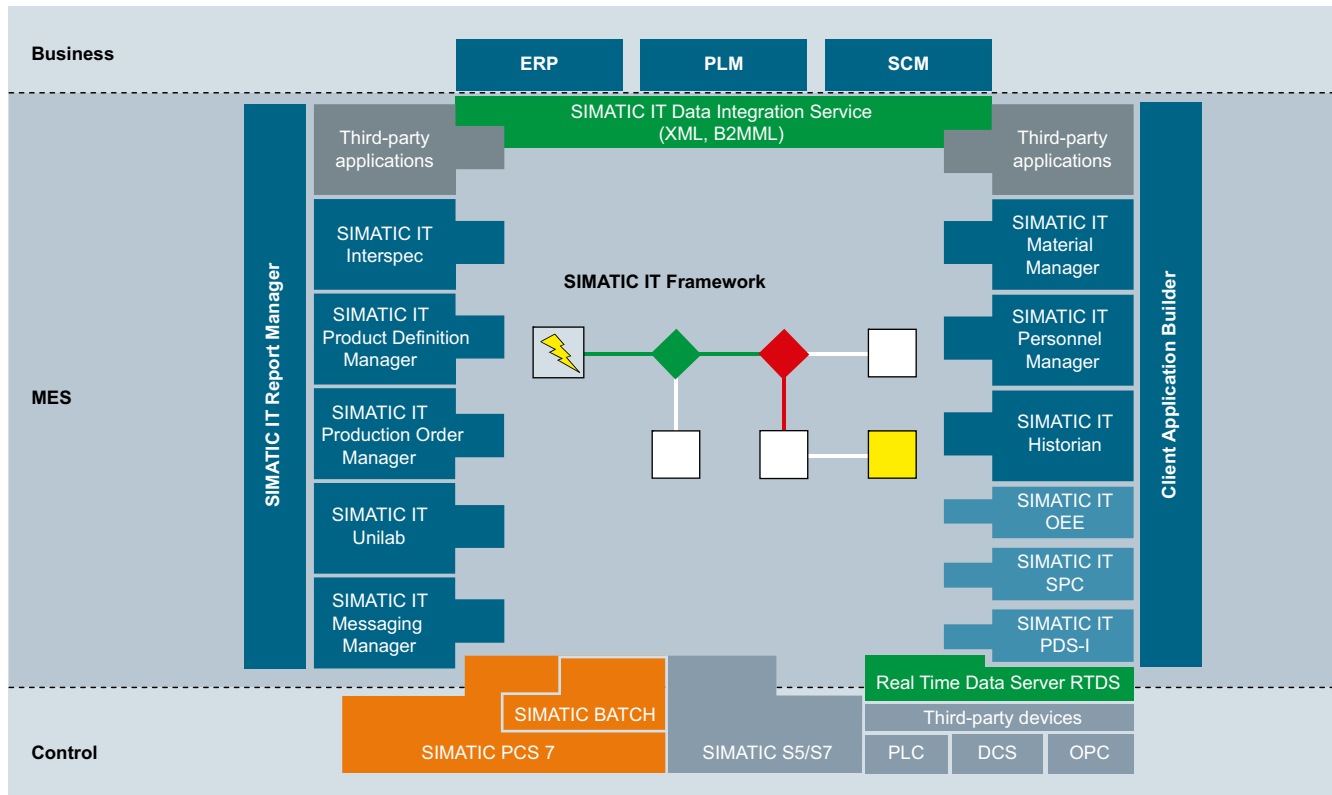 Business
ERP
PLM
SCM
SIMATIC IT Data Integration Service
(XML, B2MML)
MES
SIMATIC IT Report Manager
Third-party
applications
SIMATIC IT
Interspec
SIMATIC IT
Product Definition
Manager
SIMATIC IT
Production Order
Manager
SIMATIC IT
Unilab
SIMATIC IT
Messaging
Manager
SIMATIC IT Framework
Third-party
applications
SIMATIC IT
Material
Manager
SIMATIC IT
Personnel
Manager
SIMATIC IT
Historian
SIMATIC IT
OEE
SIMATIC IT
SPC
SIMATIC IT
PDS-I
Client Application Builder
Control
SIMATIC BATCH
SIMATIC PCS 7
SIMATIC S5/S7
Real Time Data Server RTDS
Third-party devices
PLC
DCS
OPC